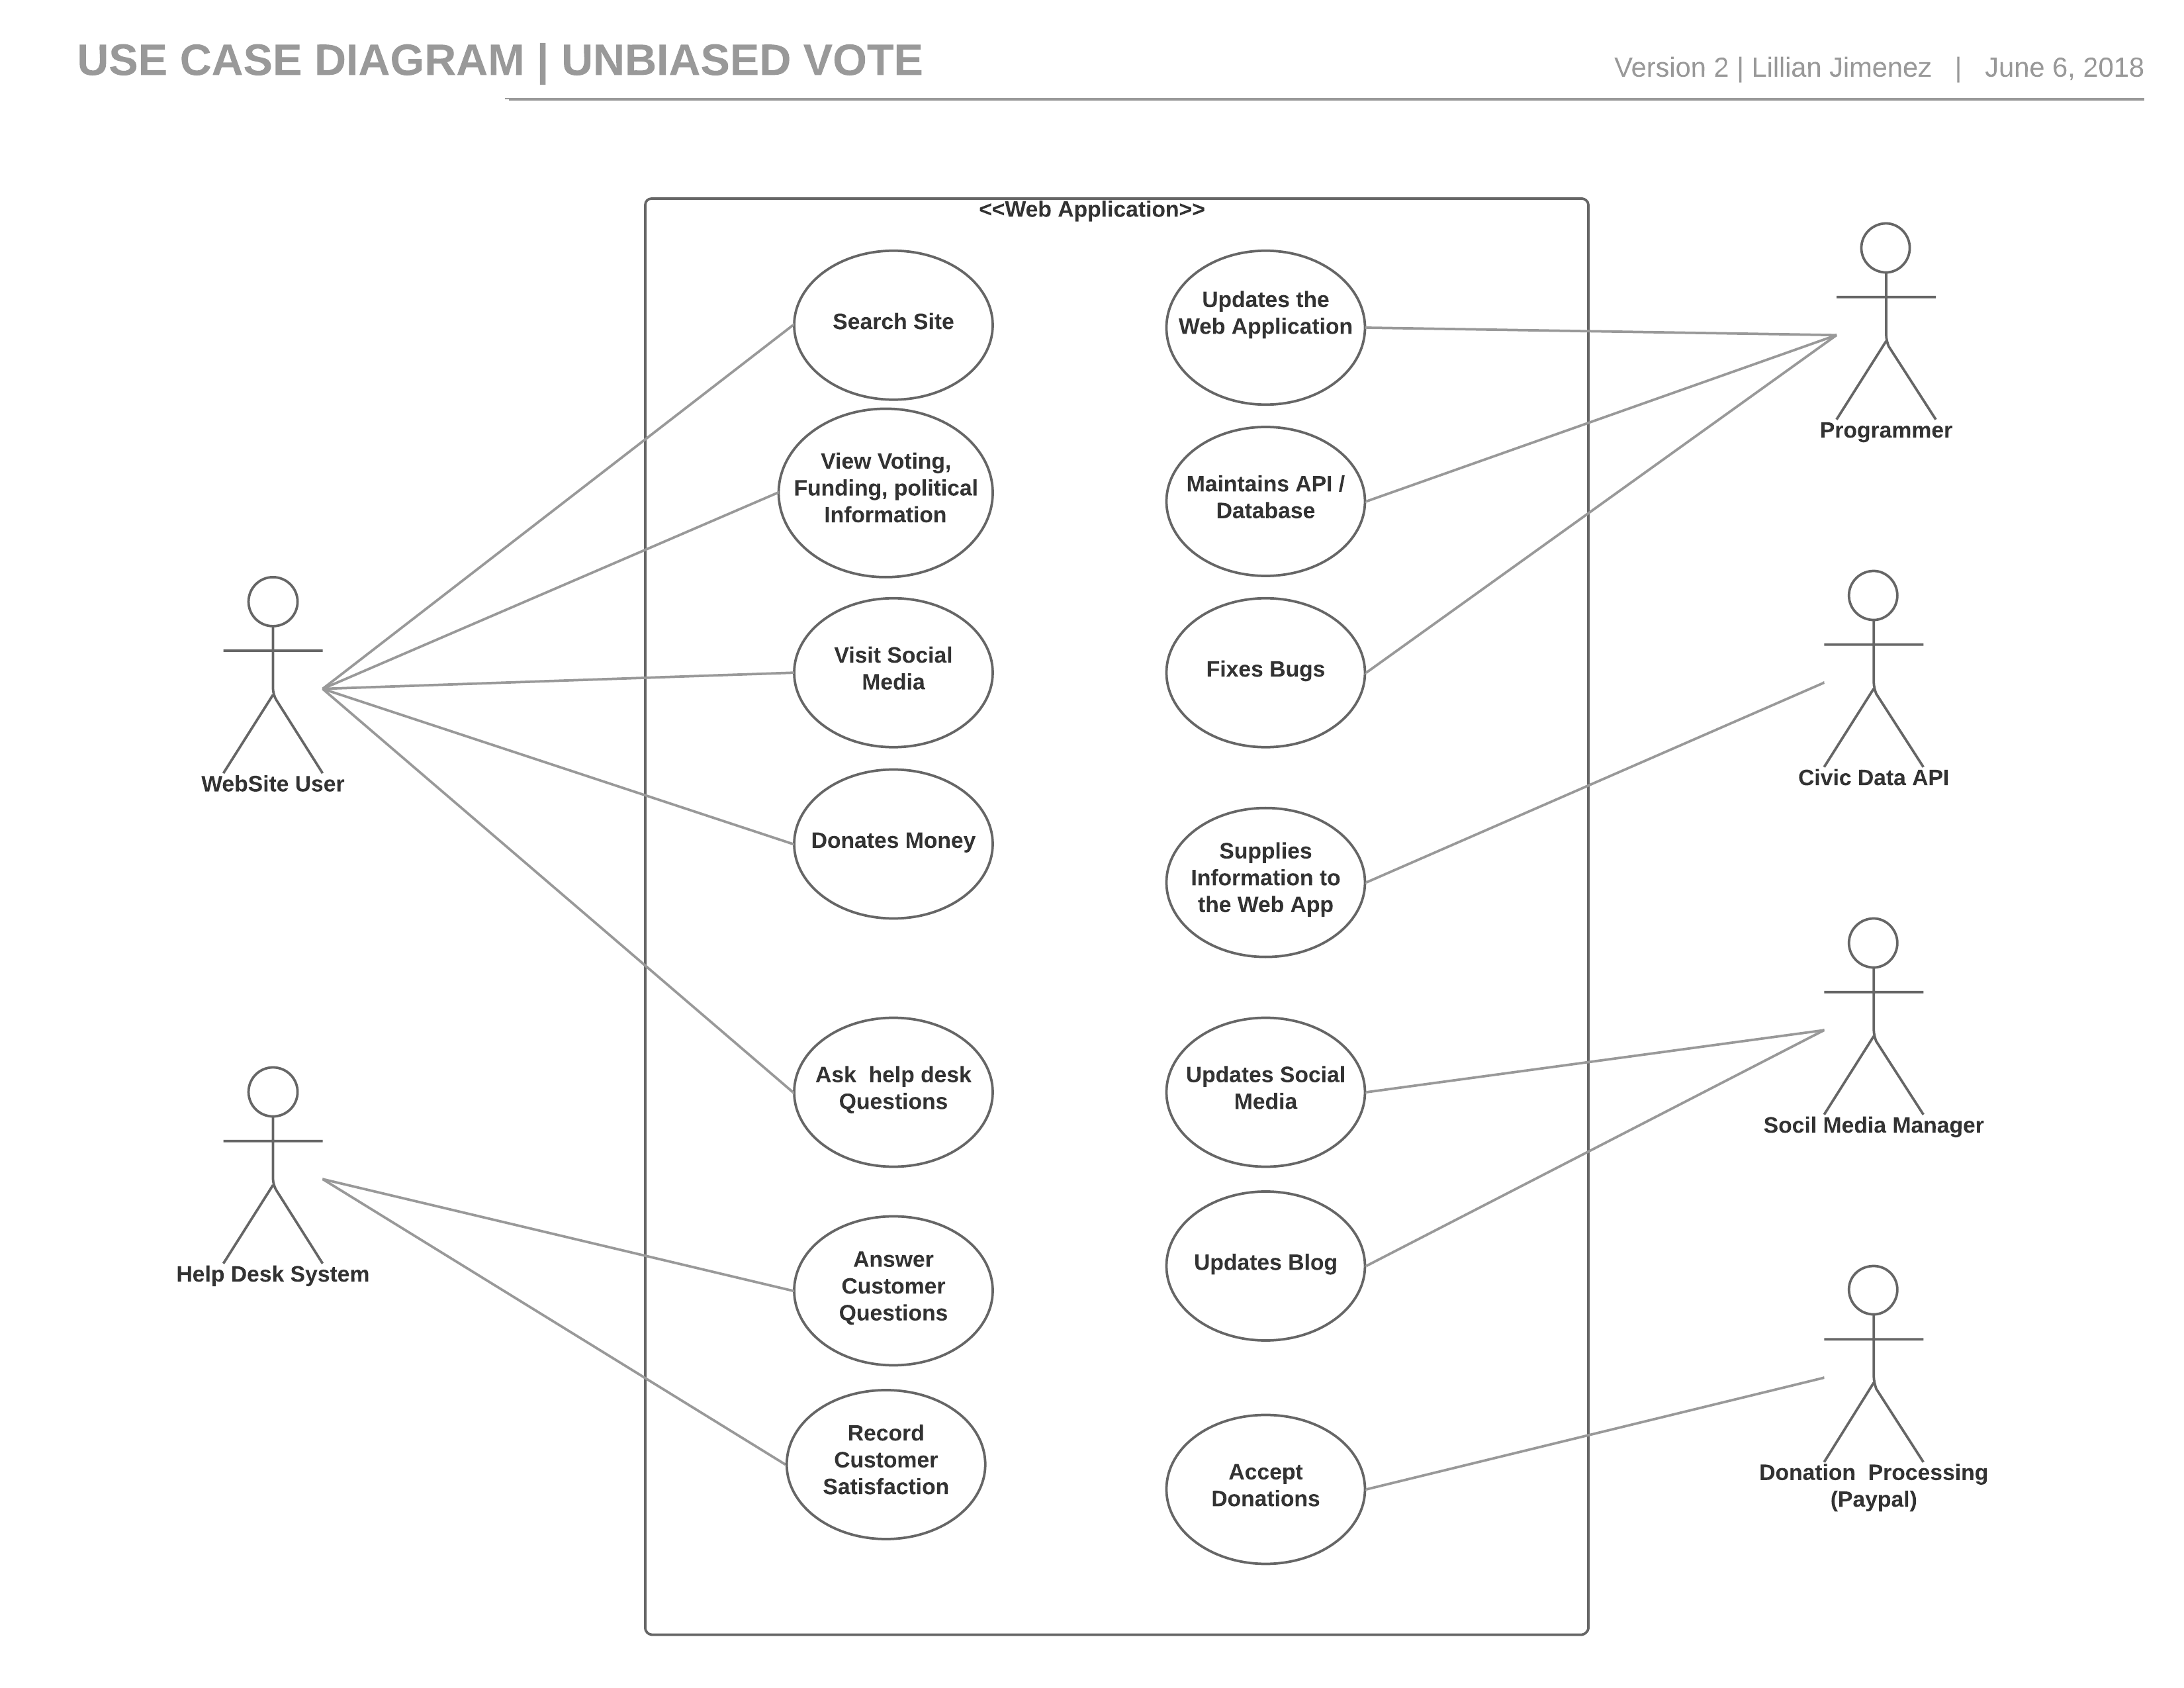 USE CASE DIAGRAM | UNBIASED VOTE
Version 2 | Lillian Jimenez | June 6, 2018
<<Web Application>>
Search Site
View Voting,
Funding, political
Information
Visit Social
Media
Donates Money
Ask help desk
Questions
Answer
Customer
Questions
Record
Customer
Satisfaction
Updates the
Web Application
Maintains API /
Database
Fixes Bugs
Supplies
Information to
the Web App
Updates Social
Media
Updates Blog
Accept
Donations
WebSite User
Help Desk System
Programmer
Civic Data API
Socil Media Manager
Donation Processing
(Paypal)